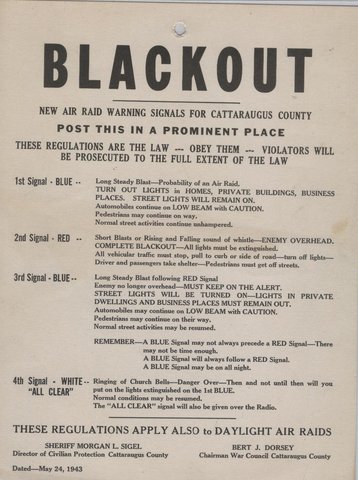 BLACKOUT
NEW AIR RAID WARNING SIGNALS FOR CATTARAUGUS COUNTY
POST THIS IN A PROMINENT PLACE
THESE REGULATIONS ARE THE LAW — OBEY THEM — VIOLATORS WILL
BE PROSECUTED TO THE FULL EXTENT OF THE LAW
1st Signal - BLUE -- Long Steady Blast—Probability of an Air Raid.
TURN OUT LIGHTS in HOMES, PRIVATE BUILDINGS, BUSINESS
PLACES. STREET LIGHTS WILL REMAIN ON.
Automobiles continue on LOW BEAM with CAUTION.
Pedestrians may continue on way.
Normal street activities continue unhampered.
2nd Signal - RED -- Short Blasts or Rising and Falling sound of whistle—ENEMY OVERHEAD.
COMPLETE BLACKOUT—All lights must be extinguished.
All vehicular traffic must stop, pull to curb or side of road—turn off lights—
Driver and passengers take shelter—Pedestrians must get off streets.
3rd Signal - BLUE -- Long Steady Blast following RED Signal
Enemy no longer overhead—MUST KEEP ON THE ALERT.
STREET LIGHTS WILL BE TURNED ON—LIGHTS IN PRIVATE
DWELLINGS AND BUSINESS PLACES MUST REMAIN OUT.
Automobiles may continue on LOW BEAM with CAUTION.
Pedestrians may continue on their way.
Normal street activities may be resumed.
REMEMBER—A BLUE Signal may not always precede a RED Signal—There
may not be time enough.
A BLUE Signal will always follow a RED Signal.
A BLUE Signal may be on all night.
4th Signal - WHITE -- Ringing of Church Bells—Danger Over—Then and not until then will you
"ALL CLEAR" put on the lights extinguished on the 1st BLUE.
Normal conditions may be resumed.
The "ALL CLEAR" signal will also be given over the Radio.
THESE REGULATIONS APPLY ALSO to DAYLIGHT AIR RAIDS
SHERIFF MORGAN L. SIGEL BERT J. DORSEY
Director of Civilian Protection Cattaraugus County Chairman War Council Cattaraugus County
Dated—May 24, 1943